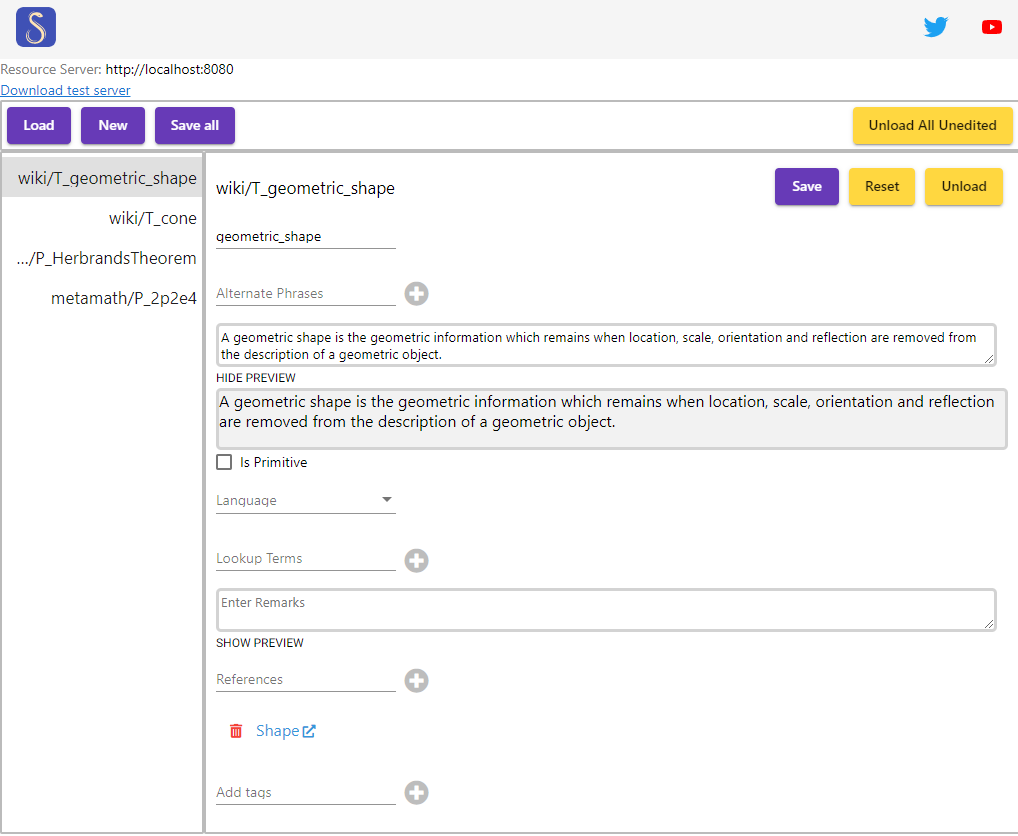 S
Resource Server: http://localhost:8080
Download test server
Load New Save all Unload All Unedited
wiki/T_geometric_shape
wiki/T_cone
.../P_HerbrandsTheorem
metamath/P_2p2e4
wiki/T_geometric_shape Save Reset Unload
geometric_shape
Alternate Phrases
A geometric shape is the geometric information which remains when location, scale, orientation and reflection are removed from
the description of a geometric object.
HIDE PREVIEW
A geometric shape is the geometric information which remains when location, scale, orientation and reflection
are removed from the description of a geometric object.
Is Primitive
Language
Lookup Terms
Enter Remarks
SHOW PREVIEW
References
Shape
Add tags